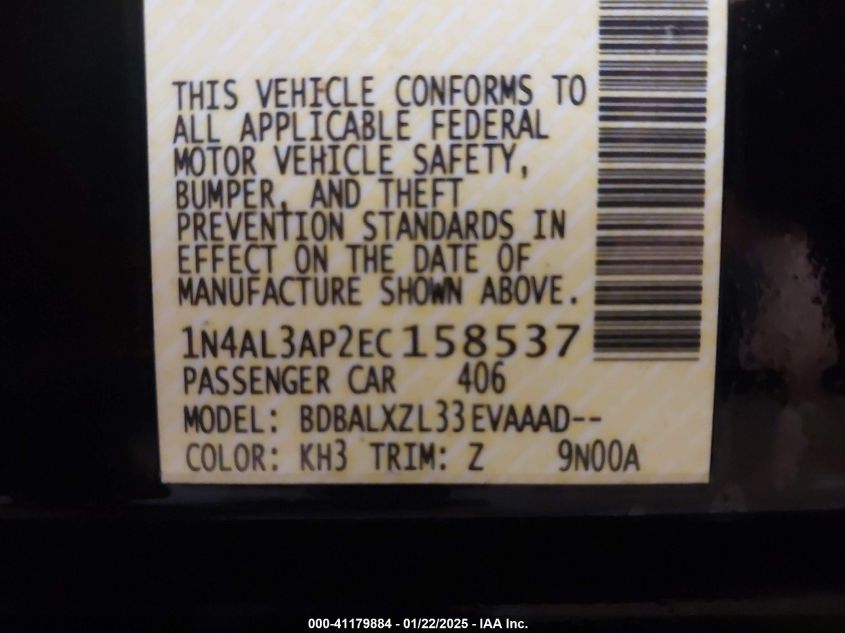 THIS VEHICLE CONFORMS TO
ALL APPLICABLE FEDERAL
MOTOR VEHICLE SAFETY,
BUMPER, AND THEFT
PREVENTION STANDARDS IN
EFFECT ON THE DATE OF
MANUFACTURE SHOWN ABOVE.
1N4AL3AP2EC158537
PASSENGER CAR 406
MODEL: BDBALXZL33EVAAAD--
COLOR: KH3 TRIM: Z 9N00A
000-41179884 - 01/22/2025 - IAA Inc.